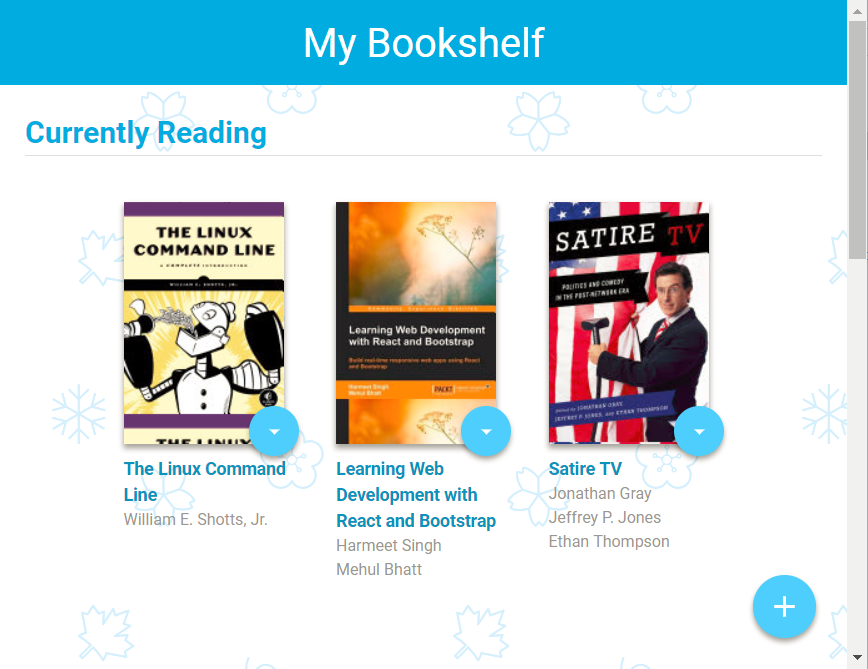 My Bookshelf
Currently Reading
THE LINUX
COMMAND LINE
A COMPLETE INTRODUCTION
WILLIAM E. SHOTTS, JR.
THE LINUX
Learning Web Development
with React and Bootstrap
Build real-time responsive web apps using React
and Bootstrap
Harmeet Singh
Mehul Bhatt
PACKT
SATIRE TV
POLITICS AND COMEDY
IN THE POST-NETWORK ERA
Edited by JONATHAN GRAY
JEFFREY P. JONES, AND ETHAN THOMPSON
The Linux Command
Line
William E. Shotts, Jr.
Learning Web
Development with
React and Bootstrap
Harmeet Singh
Mehul Bhatt
Satire TV
Jonathan Gray
Jeffrey P. Jones
Ethan Thompson
+